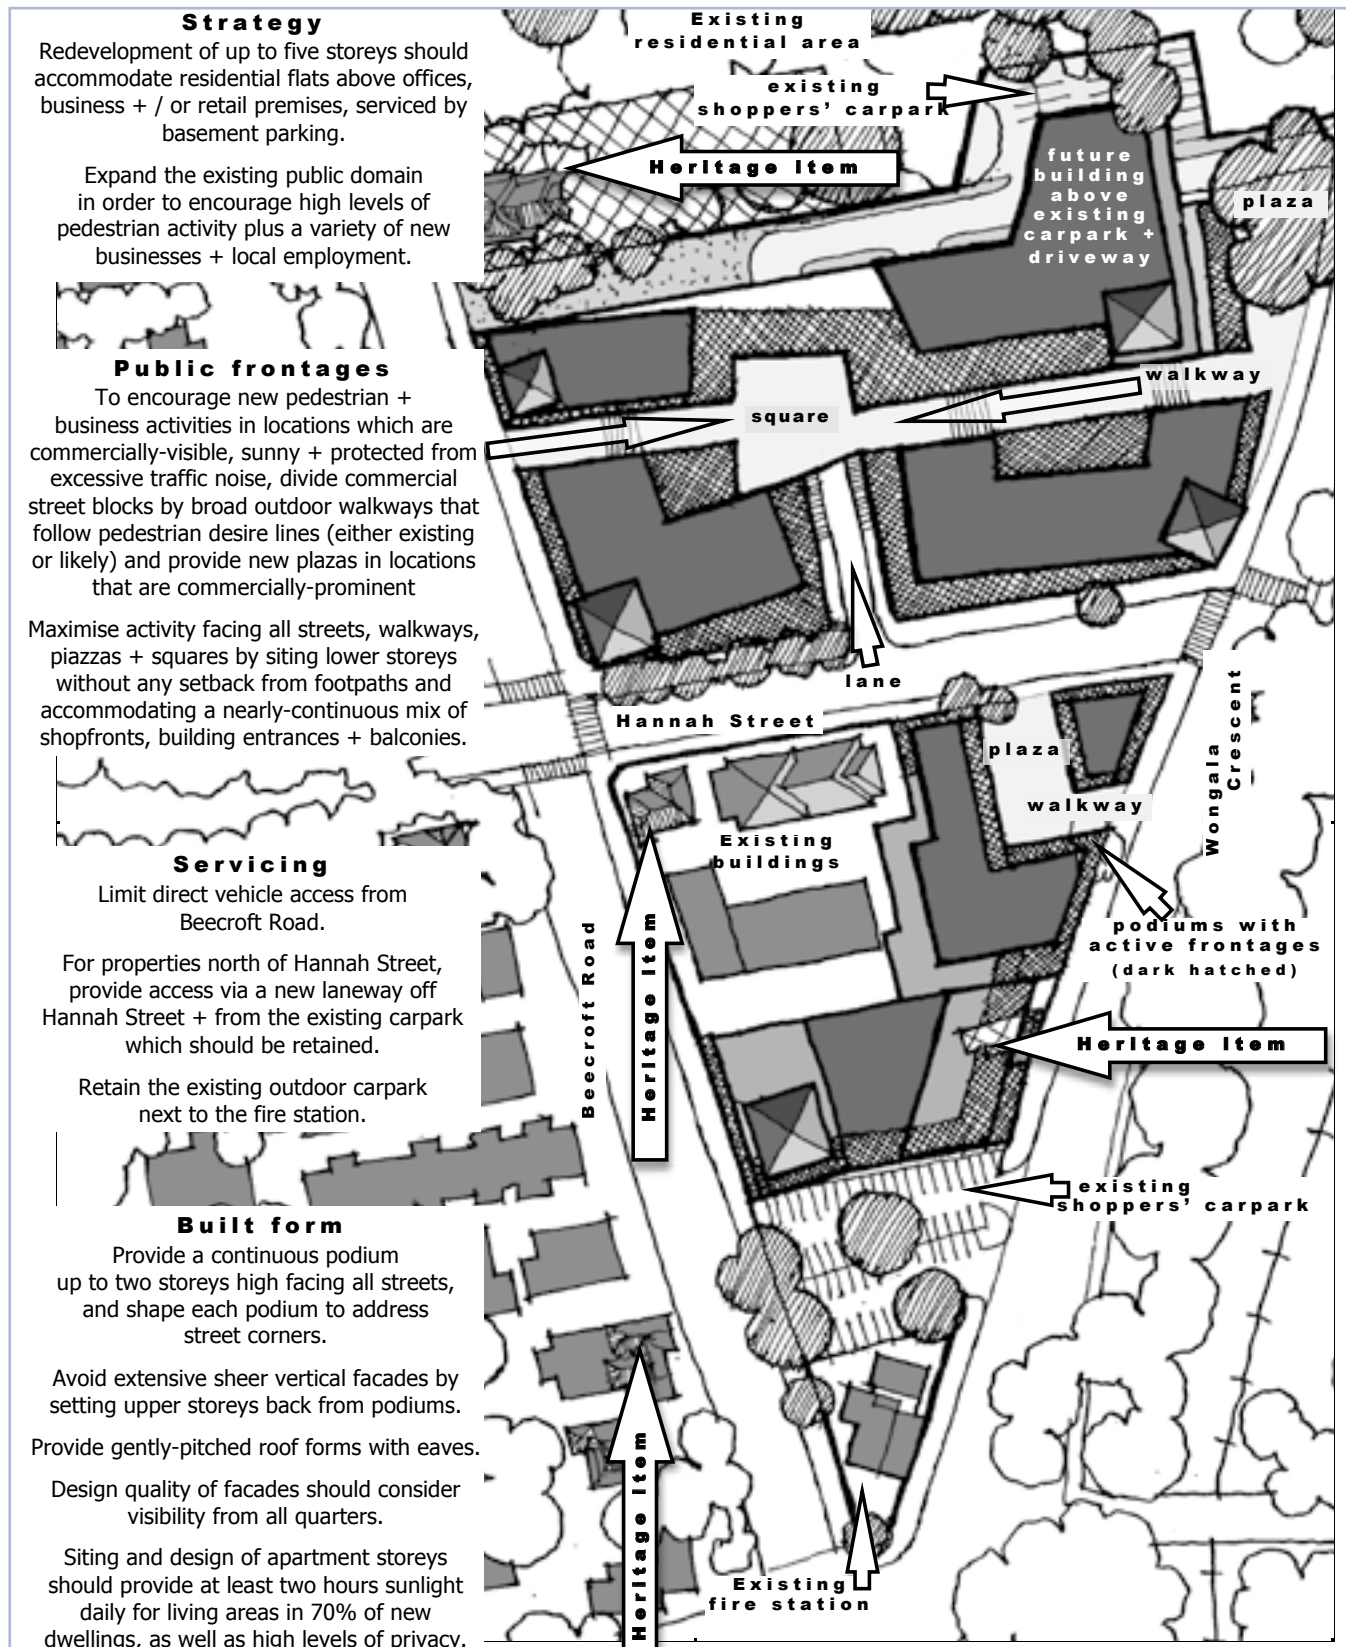 Strategy
Redevelopment of up to five storeys should
accommodate residential flats above offices,
business + / or retail premises, serviced by
basement parking.
Expand the existing public domain
in order to encourage high levels of
pedestrian activity plus a variety of new
businesses + local employment.
Public frontages
To encourage new pedestrian +
business activities in locations which are
commercially-visible, sunny + protected from
excessive traffic noise, divide commercial
street blocks by broad outdoor walkways that
follow pedestrian desire lines (either existing
or likely) and provide new plazas in locations
that are commercially-prominent
Maximise activity facing all streets, walkways,
piazzas + squares by siting lower storeys
without any setback from footpaths and
accommodating a nearly-continuous mix of
shopfronts, building entrances + balconies.
Servicing
Limit direct vehicle access from
Beecroft Road.
For properties north of Hannah Street,
provide access via a new laneway off
Hannah Street + from the existing carpark
which should be retained.
Retain the existing outdoor carpark
next to the fire station.
Built form
Provide a continuous podium
up to two storeys high facing all streets,
and shape each podium to address
street corners.
Avoid extensive sheer vertical facades by
setting upper storeys back from podiums.
Provide gently-pitched roof forms with eaves.
Design quality of facades should consider
visibility from all quarters.
Siting and design of apartment storeys
should provide at least two hours sunlight
daily for living areas in 70% of new
dwellings, as well as high levels of privacy.
Existing
residential area
existing
shoppers' carpark
Heritage item
future
building
above
existing
carpark +
driveway
plaza
walkway
square
lane
Hannah Street
plaza
walkway
Wongala
Crescent
Existing
buildings
Beecroft Road
Heritage item
podiums with
active frontages
(dark hatched)
Heritage item
existing
shoppers' carpark
Heritage item
Existing
fire station